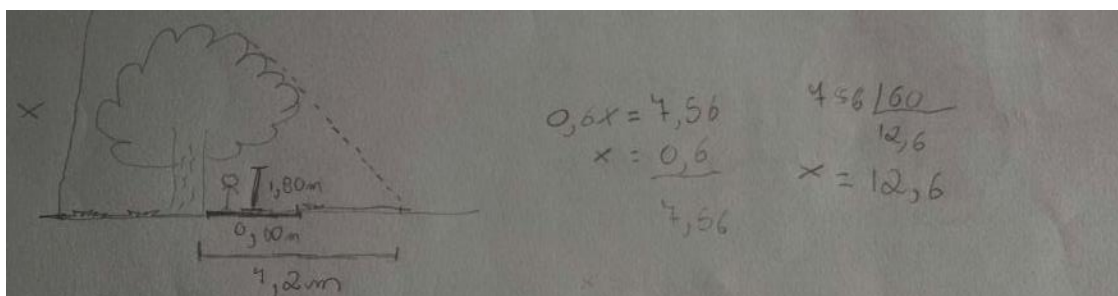 x
1,80m
0,60m
4,2m
0,6x = 7,56
x = 0,6
7,56
756 | 60
12,6
x = 12,6